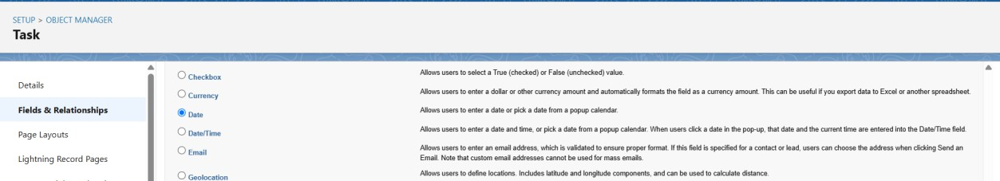 SETUP > OBJECT MANAGER
Task
Details
Fields & Relationships
Page Layouts
Lightning Record Pages
Checkbox
Allows users to select a True (checked) or False (unchecked) value.
Currency
Allows users to enter a dollar or other currency amount and automatically formats the field as a currency amount. This can be useful if you export data to Excel or another spreadsheet.
Date
Allows users to enter a date or pick a date from a popup calendar.
Date/Time
Allows users to enter a date and time, or pick a date from a popup calendar. When users click a date in the pop-up, that date and the current time are entered into the Date/Time field.
Email
Allows users to enter an email address, which is validated to ensure proper format. If this field is specified for a contact or lead, users can choose the address when clicking Send an
Email. Note that custom email addresses cannot be used for mass emails.
Geolocation
Allows users to define locations. Includes latitude and longitude components, and can be used to calculate distance.